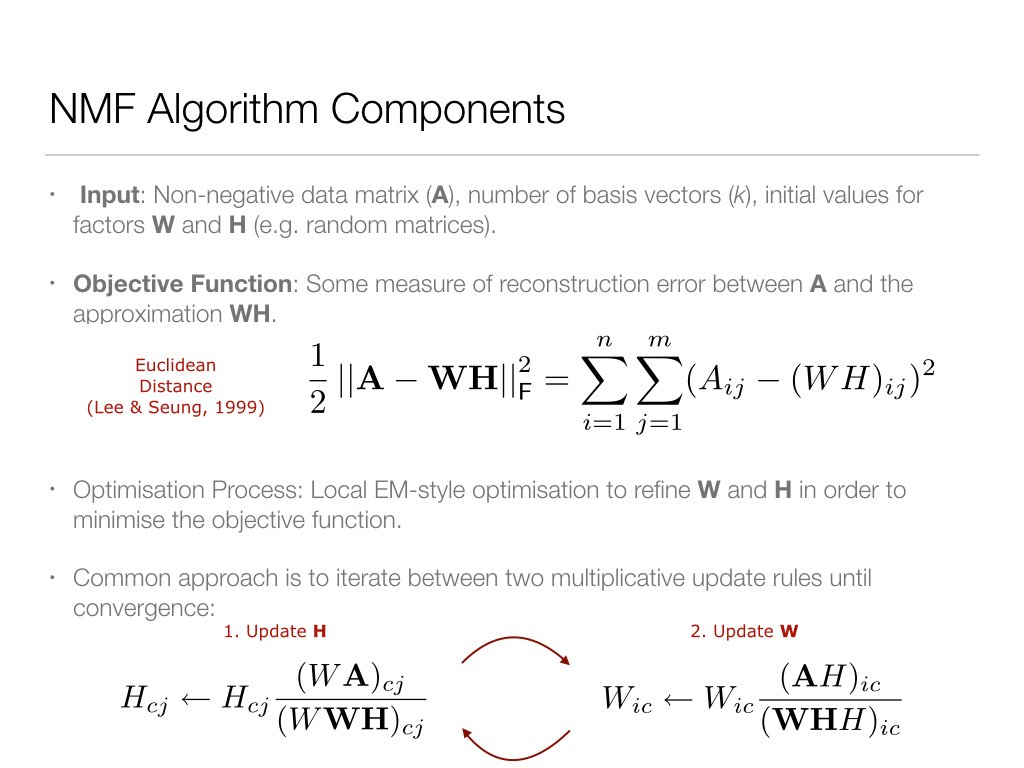 NMF Algorithm Components
• Input: Non-negative data matrix (A), number of basis vectors (k), initial values for
factors W and H (e.g. random matrices).
• Objective Function: Some measure of reconstruction error between A and the
approximation WH.
Euclidean
Distance
(Lee & Seung, 1999)
\frac{1}{2} ||\mathbf{A} - \mathbf{WH}||_{\mathsf{F}}^{2} = \sum_{i=1}^{n} \sum_{j=1}^{m} (A_{ij} - (WH)_{ij})^2
• Optimisation Process: Local EM-style optimisation to refine W and H in order to
minimise the objective function.
• Common approach is to iterate between two multiplicative update rules until
convergence:
1. Update H
H_{cj} \leftarrow H_{cj} \frac{(W\mathbf{A})_{cj}}{(W\mathbf{WH})_{cj}}
2. Update W
W_{ic} \leftarrow W_{ic} \frac{(\mathbf{A}H)_{ic}}{(\mathbf{WH}H)_{ic}}